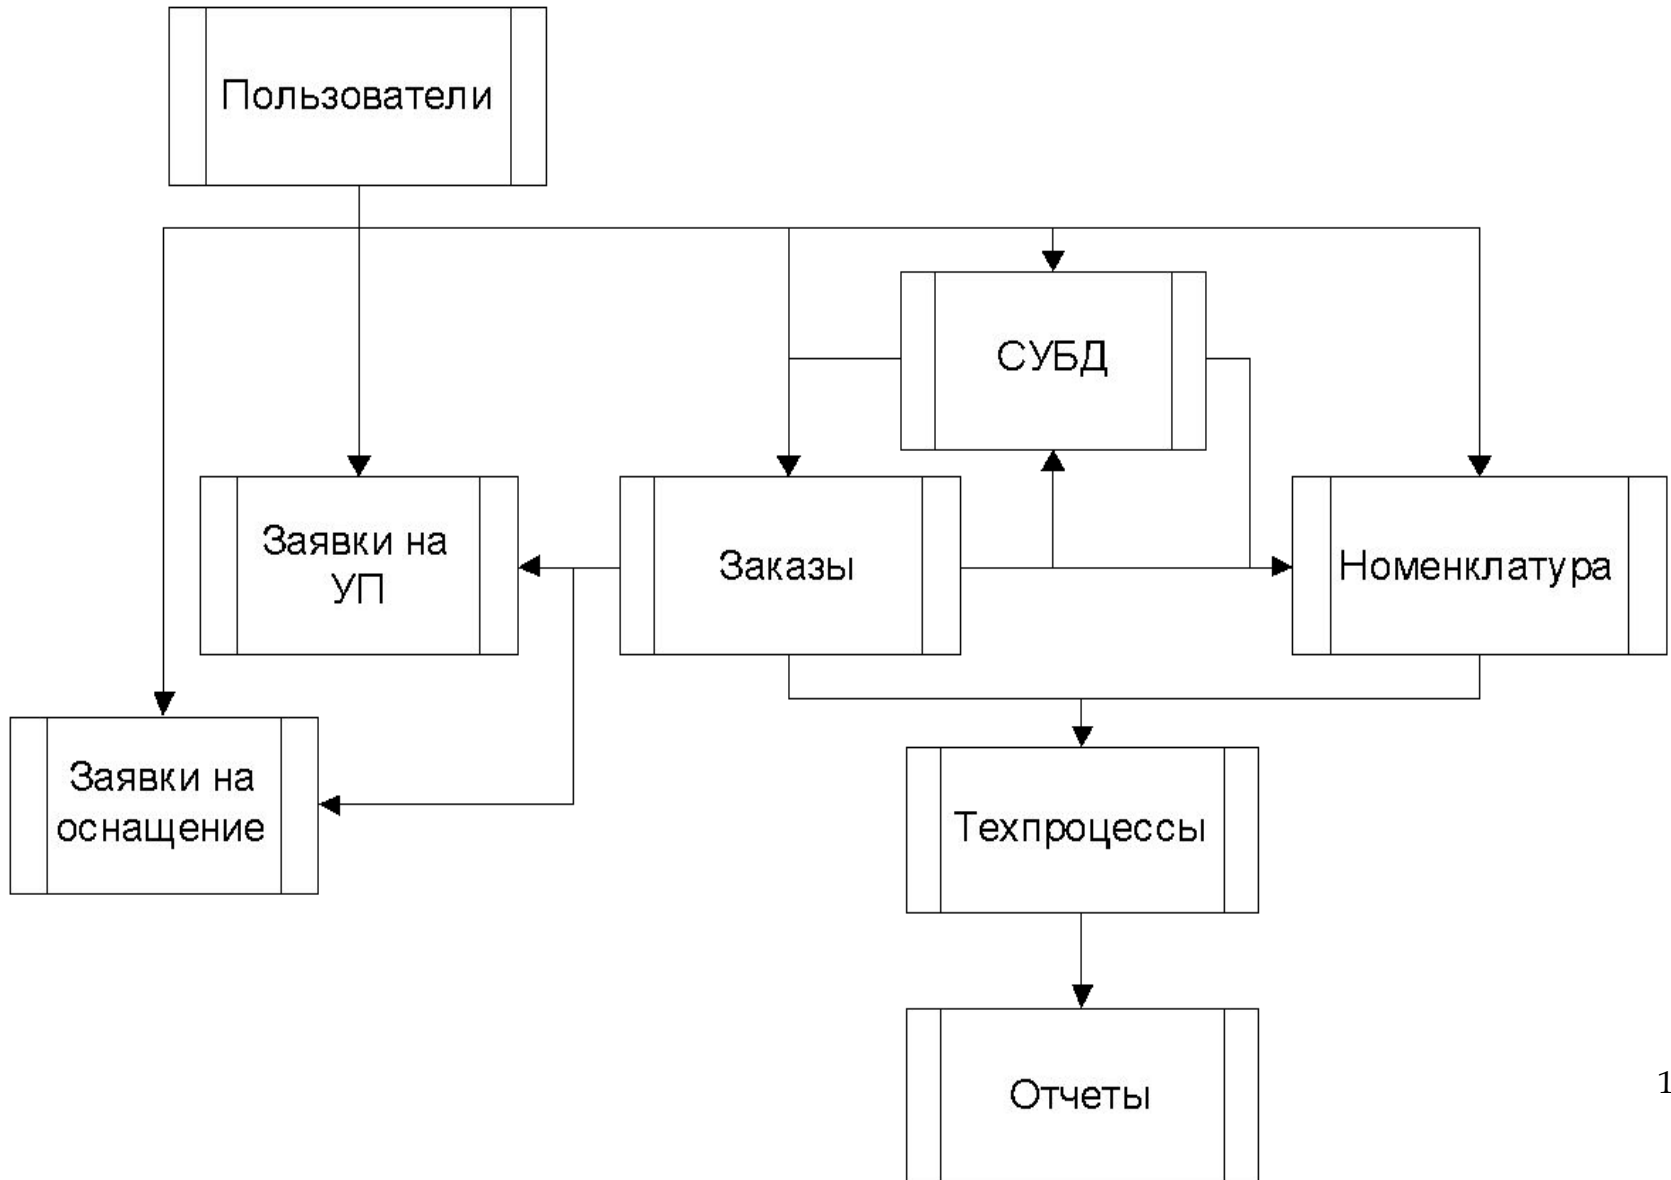 Пользователи
СУБД
Заявки на
УП
Заказы
Номенклатура
Заявки на
оснащение
Техпроцессы
Отчеты
1